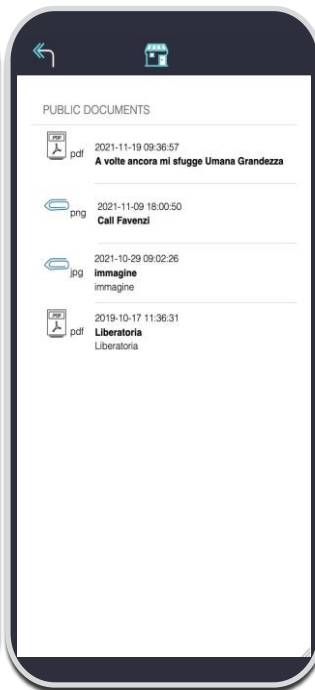 PUBLIC DOCUMENTS
PDF
pdf
2021-11-19 09:36:57
A volte ancora mi sfugge Umana Grandezza
png
2021-11-09 18:00:50
Call Favenzi
jpg
2021-10-29 09:02:26
immagine
immagine
PDF
pdf
2019-10-17 11:36:31
Liberatoria
Liberatoria